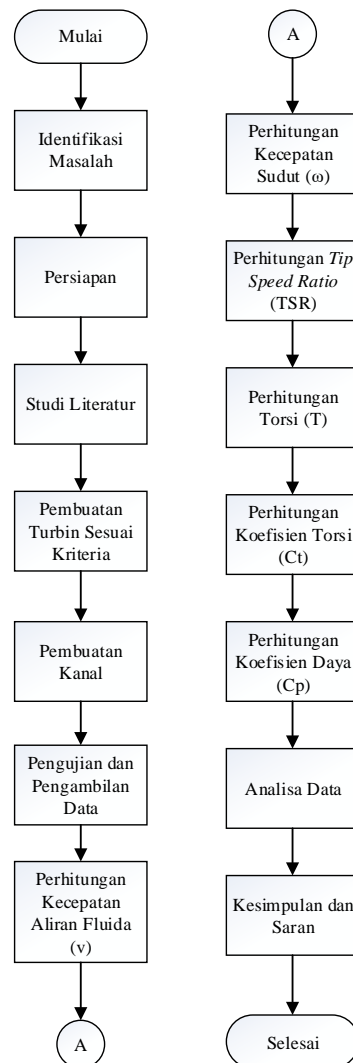 Mulai
Identifikasi
Masalah
Persiapan
Studi Literatur
Pembuatan
Turbin Sesuai
Kriteria
Pembuatan
Kanal
Pengujian dan
Pengambilan
Data
Perhitungan
Kecepatan
Aliran Fluida
(v)
A
A
Perhitungan
Kecepatan
Sudut (ω)
Perhitungan Tip
Speed Ratio
(TSR)
Perhitungan
Torsi (T)
Perhitungan
Koefisien Torsi
(Ct)
Perhitungan
Koefisien Daya
(Cp)
Analisa Data
Kesimpulan dan
Saran
Selesai